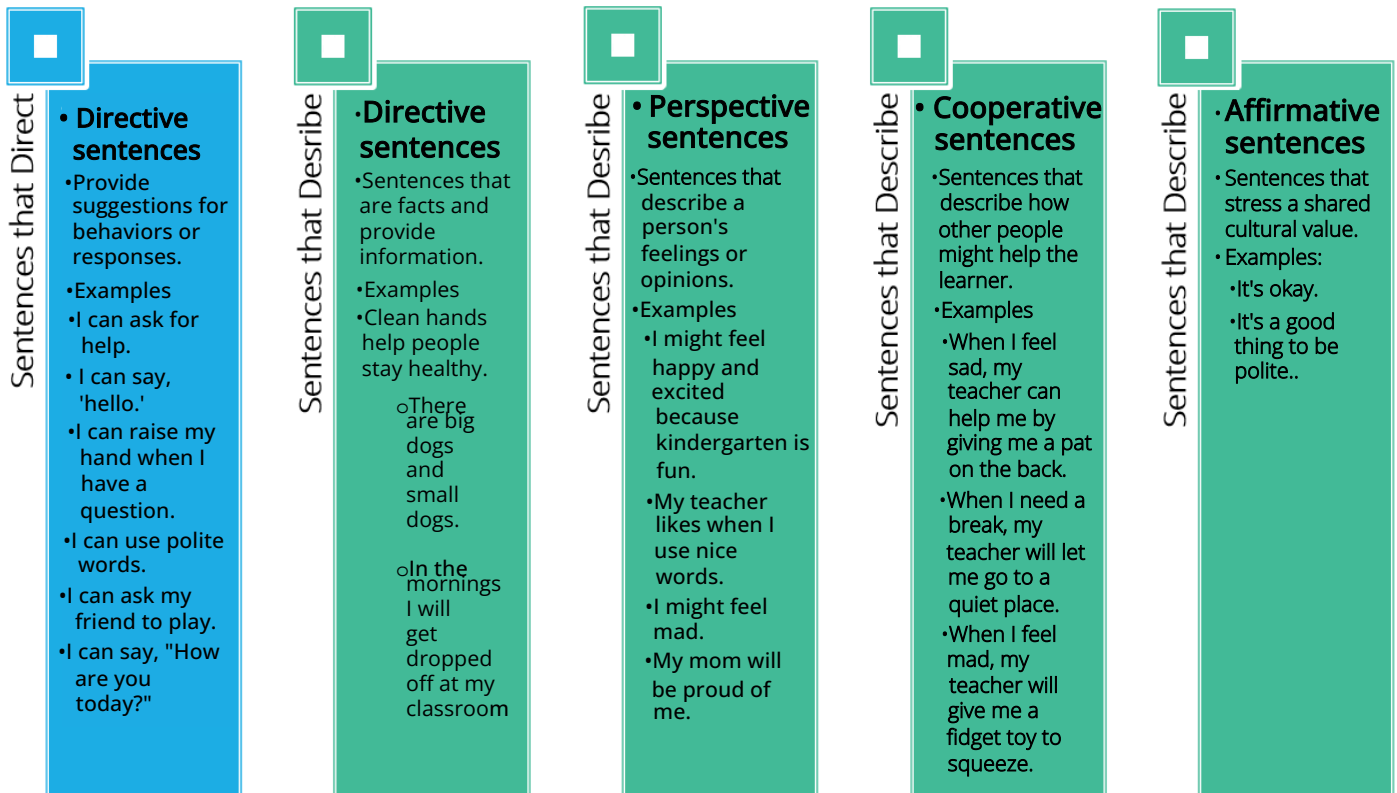 Sentences that Direct
• Directive
sentences
•Provide
suggestions for
behaviors or
responses.
•Examples
•I can ask for
help.
• I can say,
'hello.'
•I can raise my
hand when I
have a
question.
•I can use polite
words.
•I can ask my
friend to play.
•I can say, "How
are you
today?"
Sentences that Desribe
•Directive
sentences
•Sentences that
are facts and
provide
information.
•Examples
•Clean hands
help people
stay healthy.
oThere
are big
dogs
and
small
dogs.
oIn the
mornings
I will
get
dropped
off at my
classroom
Sentences that Desribe
• Perspective
sentences
•Sentences that
describe a
person's
feelings or
opinions.
•Examples
•I might feel
happy and
excited
because
kindergarten is
fun.
•My teacher
likes when I
use nice
words.
•I might feel
mad.
•My mom will
be proud of
me.
Sentences that Describe
• Cooperative
sentences
•Sentences that
describe how
other people
might help the
learner.
•Examples
•When I feel
sad, my
teacher can
help me by
giving me a pat
on the back.
•When I need a
break, my
teacher will let
me go to a
quiet place.
•When I feel
mad, my
teacher will
give me a
fidget toy to
squeeze.
Sentences that Describe
•Affirmative
sentences
• Sentences that
stress a shared
cultural value.
• Examples:
•It's okay.
•It's a good
thing to be
polite..